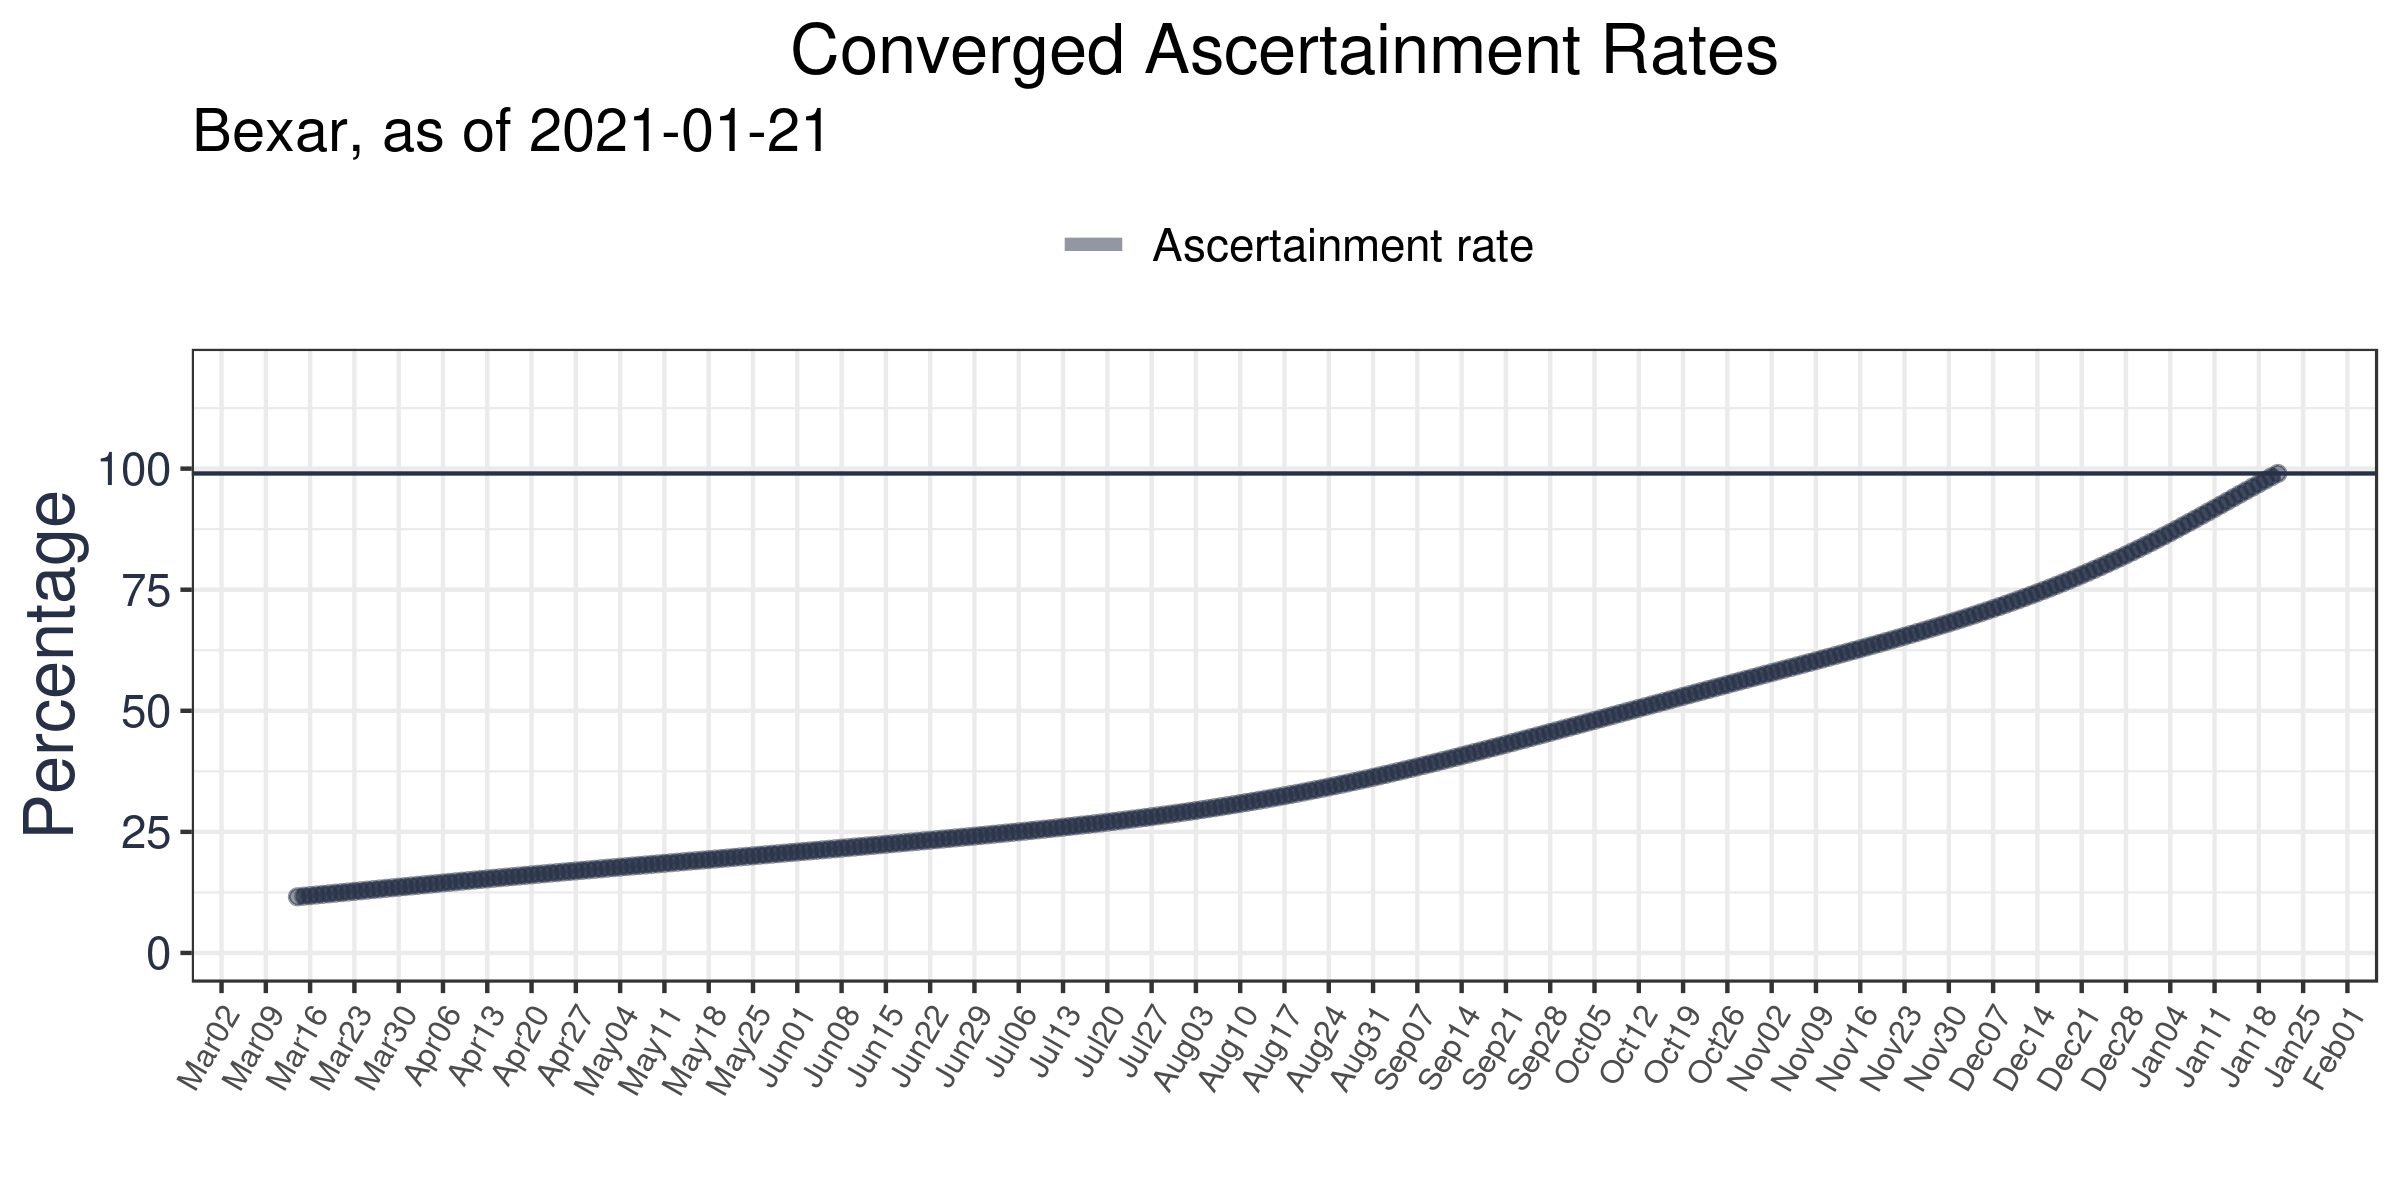 Converged Ascertainment Rates
Bexar, as of 2021-01-21
Ascertainment rate
Percentage
100
75
50
25
0
Mar02 Mar09 Mar16 Mar23 Mar30 Apr06 Apr13 Apr20 Apr27 May04 May11 May18 May25 Jun01 Jun08 Jun15 Jun22 Jun29 Jul06 Jul13 Jul20 Jul27 Aug03 Aug10 Aug17 Aug24 Aug31 Sep07 Sep14 Sep21 Sep28 Oct05 Oct12 Oct19 Oct26 Nov02 Nov09 Nov16 Nov23 Nov30 Dec07 Dec14 Dec21 Dec28 Jan04 Jan11 Jan18 Jan25 Feb01